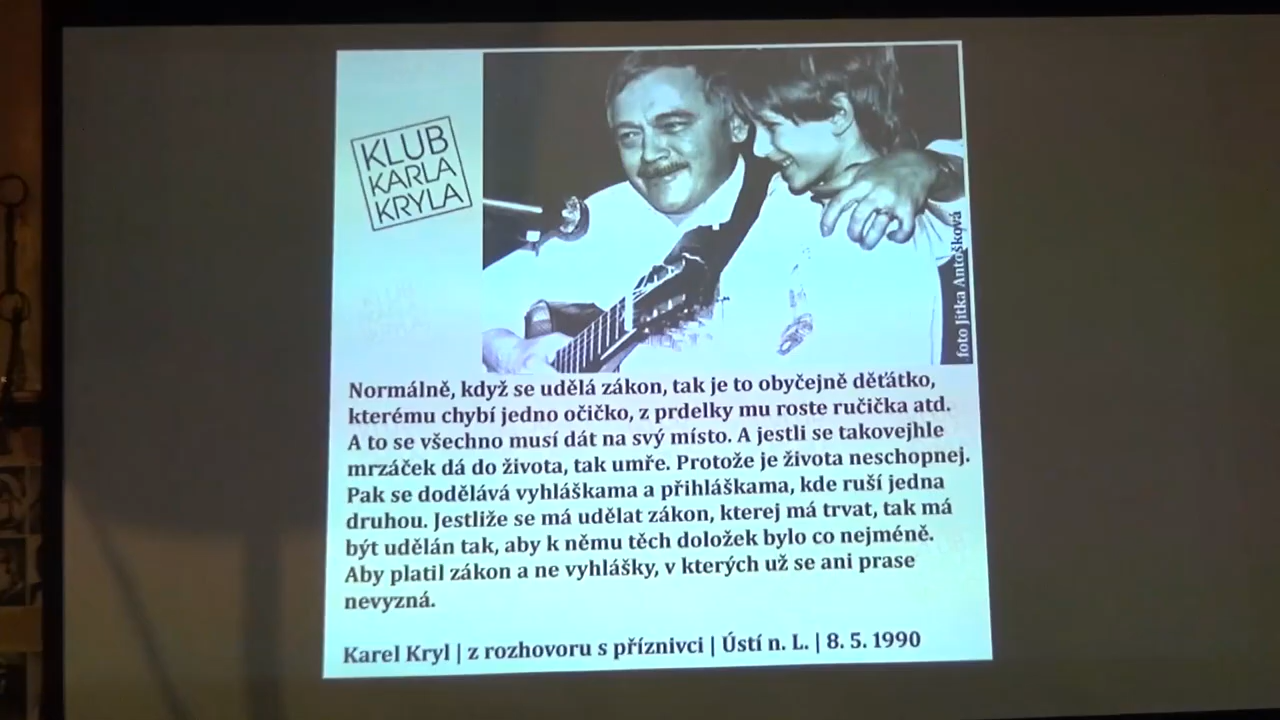 KLUB
KARLA
KRYLA
foto Jitka Antošková
Normálně, když se udělá zákon, tak je to obyčejně děťátko,
kterému chybí jedno očičko, z prdelky mu roste ručička atd.
A to se všechno musí dát na svý místo. A jestli se takovejhle
mrzáček dá do života, tak umře. Protože je života neschopnej.
Pak se dodělává vyhláškama a přihláškama, kde ruší jedna
druhou. Jestliže se má udělat zákon, kterej má trvat, tak má
být udělán tak, aby k němu těch doložek bylo co nejméně.
Aby platil zákon a ne vyhlášky, v kterých už se ani prase
nevyzná.
Karel Kryl | z rozhovoru s příznivci | Ústí n. L. | 8. 5. 1990